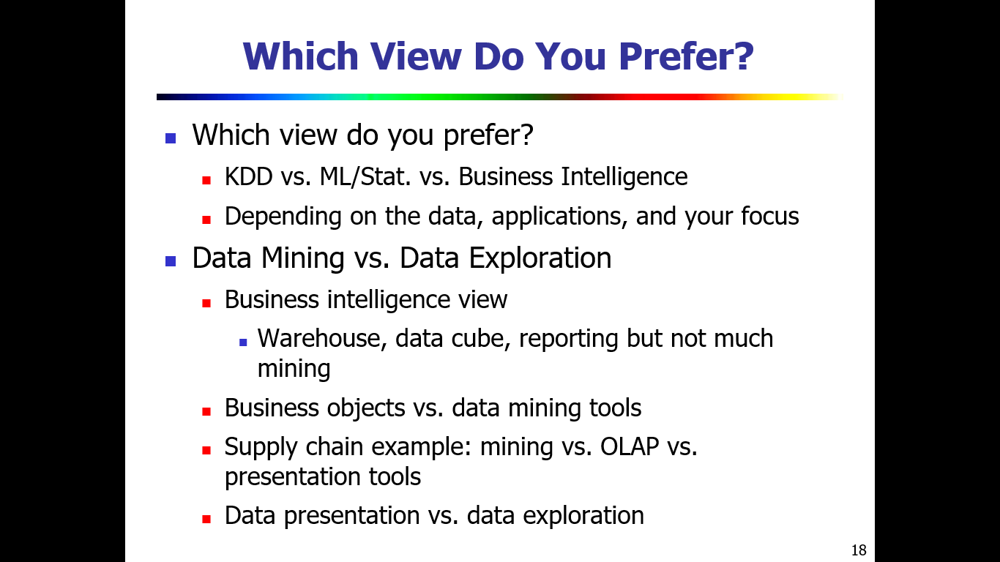 Which View Do You Prefer?
Which view do you prefer?
KDD vs. ML/Stat. vs. Business Intelligence
Depending on the data, applications, and your focus
Data Mining vs. Data Exploration
Business intelligence view
Warehouse, data cube, reporting but not much
mining
Business objects vs. data mining tools
Supply chain example: mining vs. OLAP vs.
presentation tools
Data presentation vs. data exploration
18